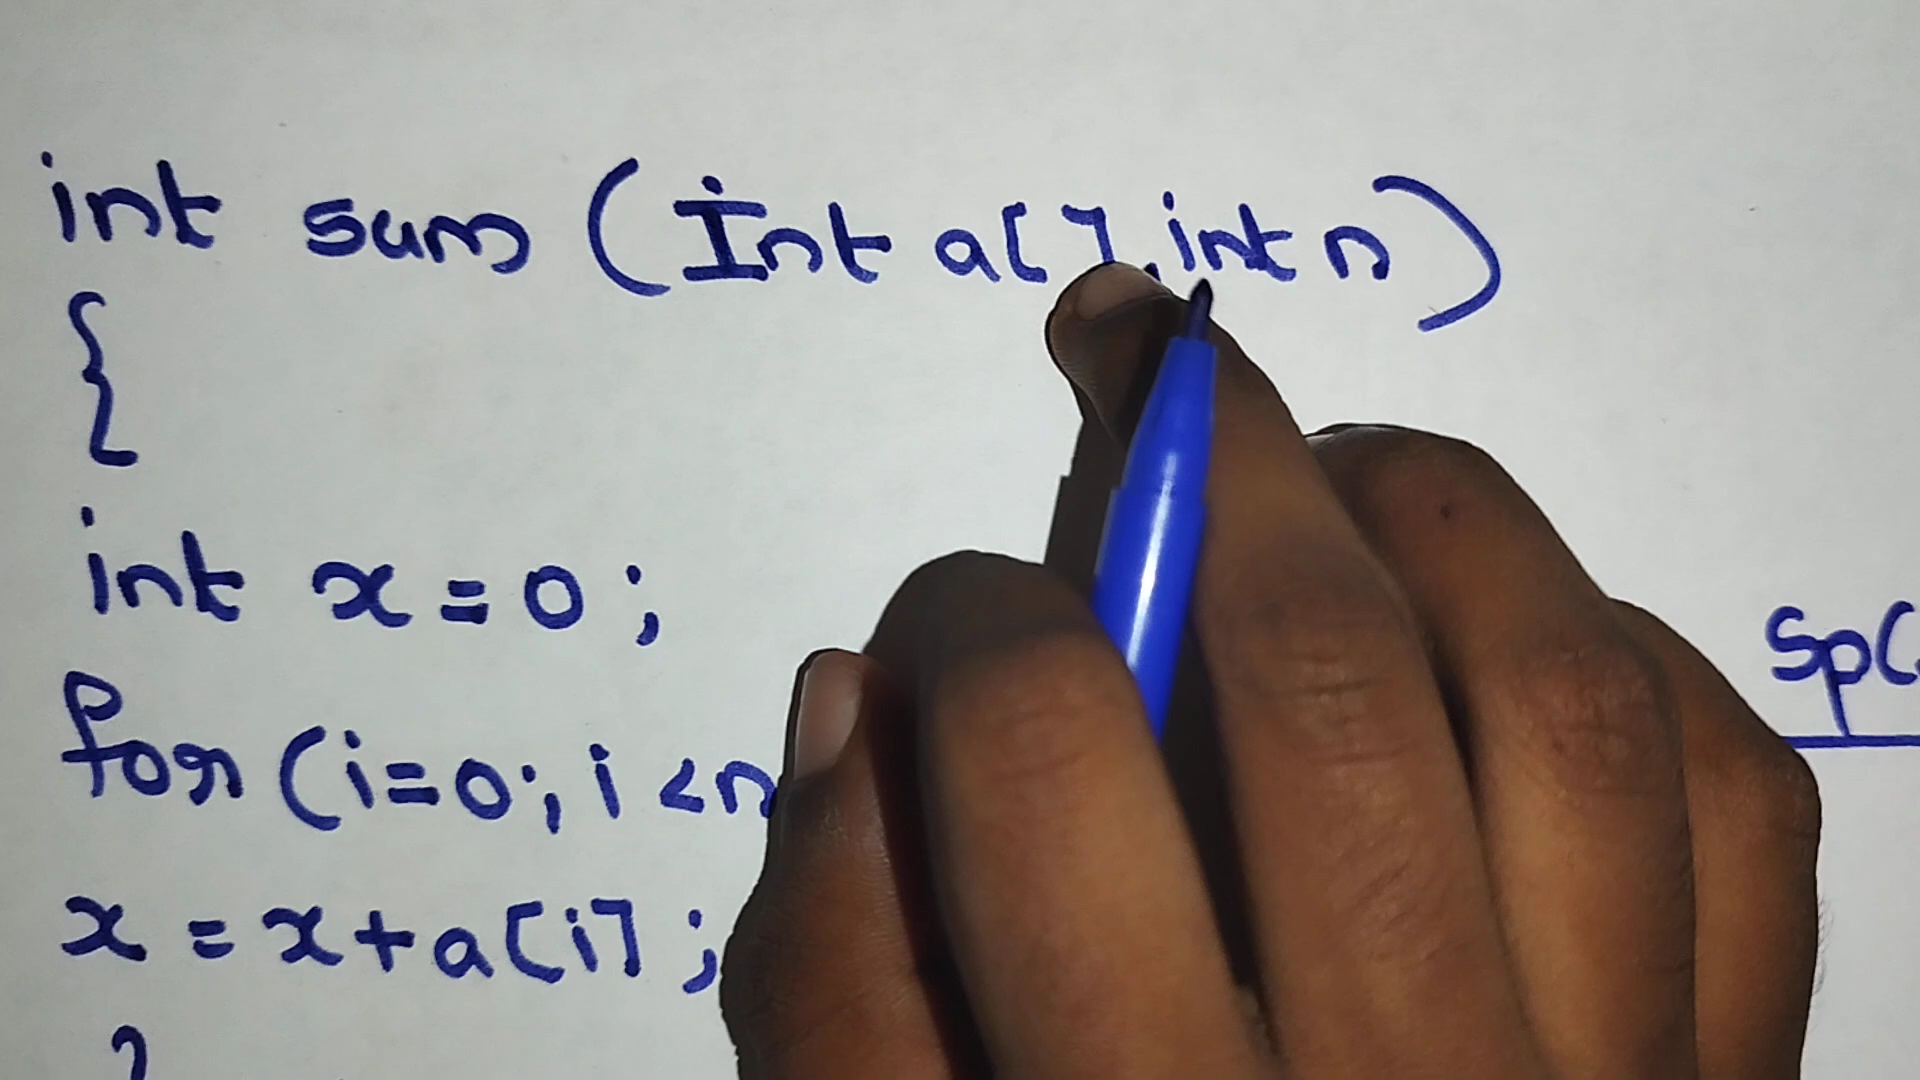 int sum (Int a[], int n)
{
int x = 0 ;
for (i=0; i <n
x = x+a[i] ;
Sp(